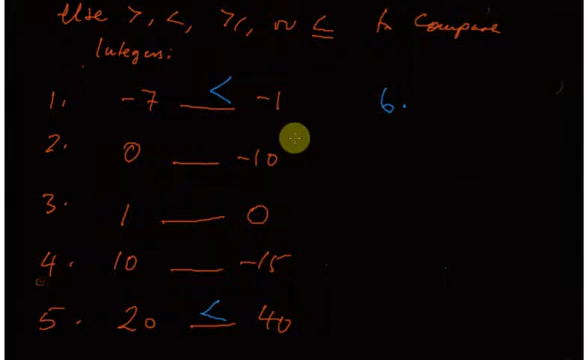 Use >, <, ⩾, or ≤ to Compare
Integers:
1. -7 < -1
6.
2. 0 ___ -10
3. 1 ___ 0
4. 10 ___ -15
5. 20 < 40